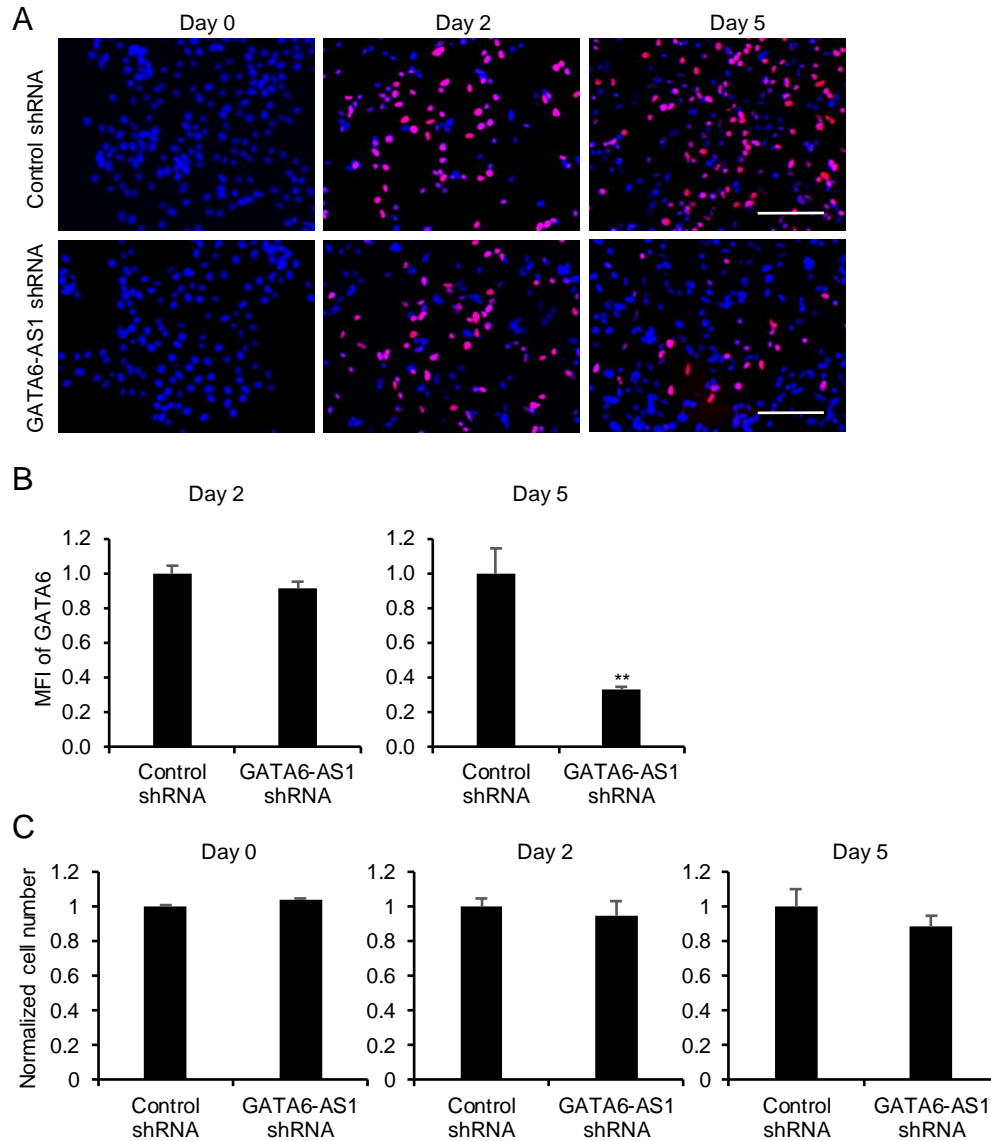 A
Day 0
Day 2
Day 5
Control shRNA
GATA6-AS1 shRNA
B
Day 2
Day 5
MFI of GATA6
1.2
1.0
0.8
0.6
0.4
0.2
0.0
Control
shRNA
GATA6-AS1
shRNA
1.2
1.0
0.8
0.6
0.4
0.2
0.0
**
Control
shRNA
GATA6-AS1
shRNA
C
Day 0
Day 2
Day 5
Normalized cell number
1.2
1
0.8
0.6
0.4
0.2
0
Control
shRNA
GATA6-AS1
shRNA
1.2
1
0.8
0.6
0.4
0.2
0
Control
shRNA
GATA6-AS1
shRNA
1.2
1
0.8
0.6
0.4
0.2
0
Control
shRNA
GATA6-AS1
shRNA